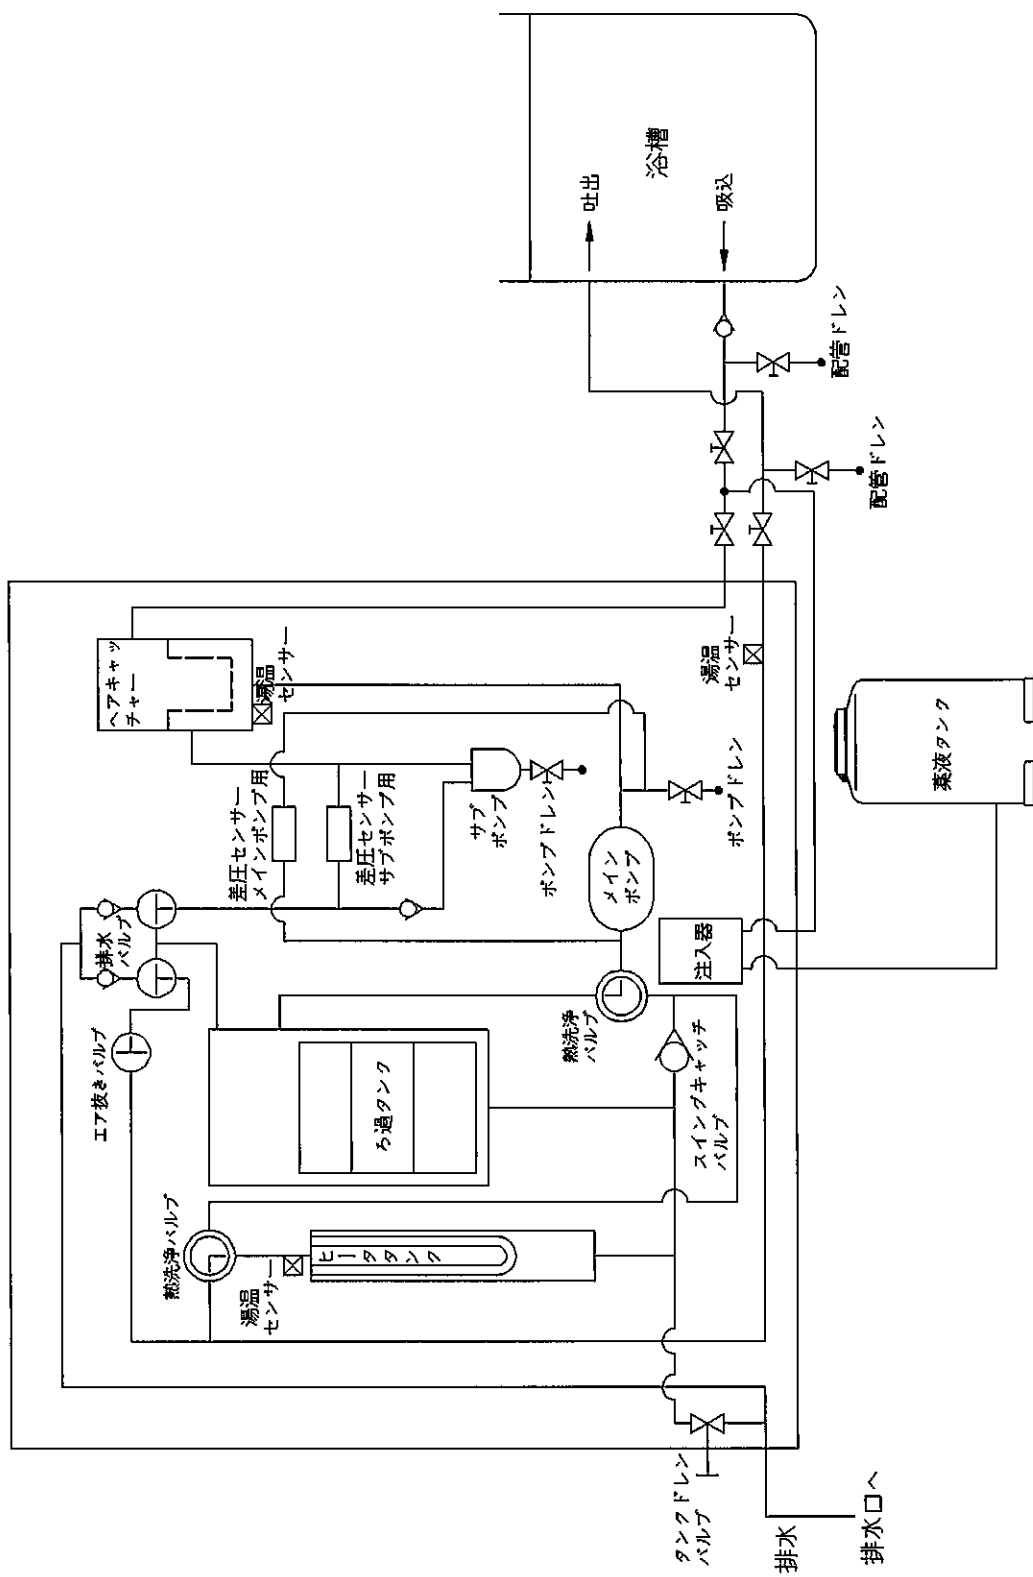 浴槽
吐出
吸込
配管ドレン
配管ドレン
ヘアキャッ
チャー
湯温
センサー
湯温
センサー
差圧センサー
メインポンプ用
差圧センサー
サブポンプ用
サブ
ポンプ
ポンプドレン
メイン
ポンプ
ポンプドレン
薬液タンク
排水
バルブ
注入器
エア抜きバルブ
熱洗浄
バルブ
ろ過タンク
スイングキャッチ
バルブ
熱洗浄バルブ
湯温
センサー
ヒータタンク
タンクドレン
バルブ
排水
排水口へ